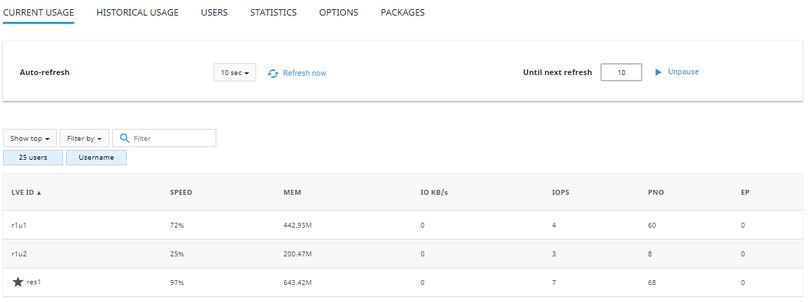 CURRENT USAGE HISTORICAL USAGE USERS STATISTICS OPTIONS PACKAGES
Auto-refresh 10 sec Refresh now Until next refresh 10 Unpause
Show top Filter by Filter
25 users Username
LVE ID SPEED MEM IO KB/s IOPS PNO EP
r1u1 72% 442.95M 0 4 60 0
r1u2 25% 200.47M 0 3 8 0
res1 97% 643.42M 0 7 68 0